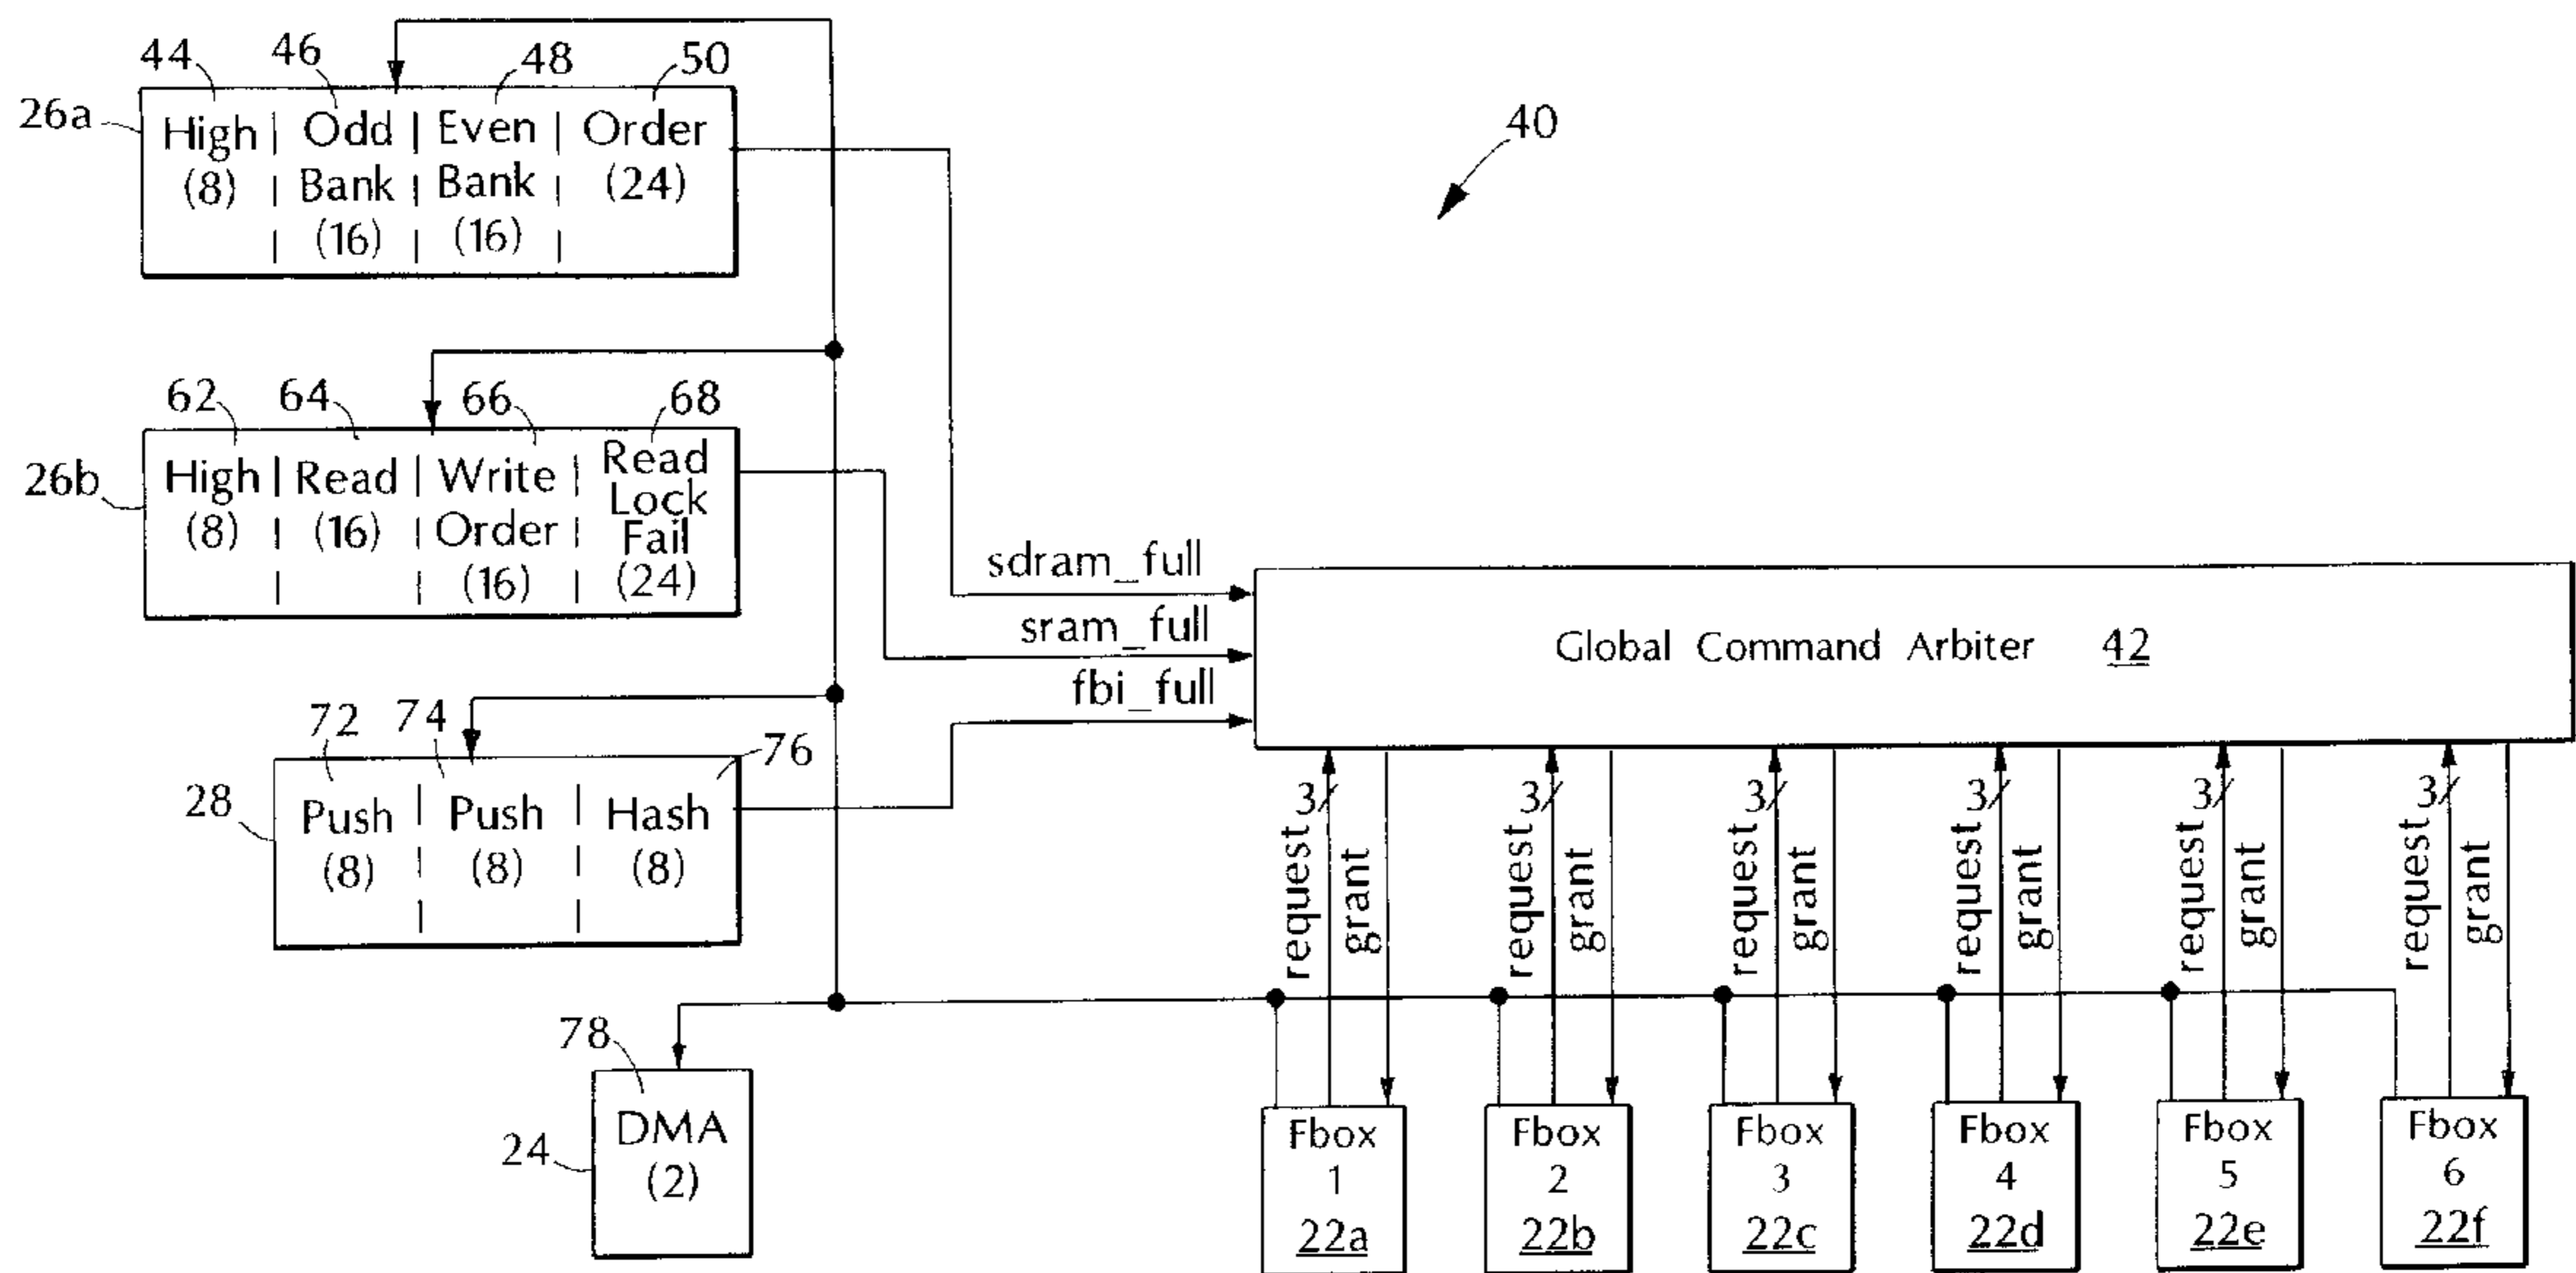 44 46 48 50
26a High (8) Odd Bank (16) Even Bank (16) Order (24)
40
62 64 66 68
26b High (8) Read (16) Write Order (16) Read Lock Fail (24)
sdram_full
sram_full
fbi_full
Global Command Arbiter 42
72 74 76
28 Push (8) Push (8) Hash (8)
3 request grant
3 request grant
3 request grant
3 request grant
3 request grant
3 request grant
78
24 DMA (2)
Fbox 1 22a
Fbox 2 22b
Fbox 3 22c
Fbox 4 22d
Fbox 5 22e
Fbox 6 22f